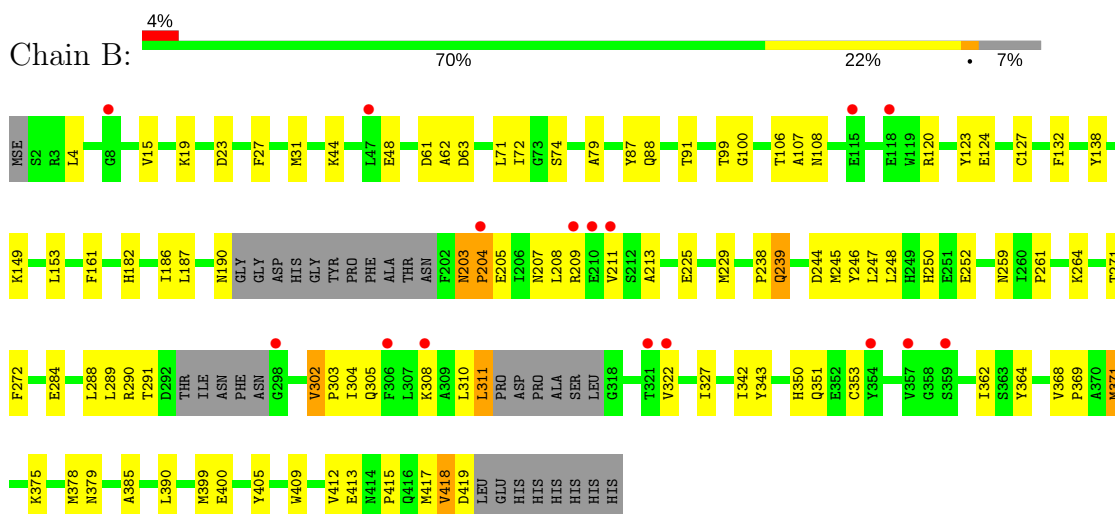 4%
Chain B:
70% 22% • 7%
MSE S2 R3 L4 G8 V15 K19 D23 F27 M31 K44 L47 E48 D61 A62 D63 L71 I72 G73 S74 A79 Y87 Q88 T91 T99 G100 T106 A107 N108 E115 E118 W119 R120 Y123 E124 C127 F132 Y138
K149 L153 F161 H182 I186 L187 N190 GLY GLY ASP HIS GLY TYR PRO PHE ALA THR ASN F202 N203 P204 E205 I206 N207 L208 R209 E210 V211 S212 A213 E225 M229 P238 Q239 D244 M245 Y246 L247 L248 H249 H250 E251 E252 N259 I260 P261 K264 T271
F272 E284 L288 L289 R290 T291 D292 THR ILE ASN PHE ASN G298 V302 P303 I304 Q305 F306 L307 K308 A309 L310 L311 PRO ASP PRO ALA SER LEU G318 T321 V322 I327 I342 Y343 H350 Q351 E352 C353 Y354 V357 G358 S359 I362 S363 Y364 V368 P369 A370 M371
K375 M378 N379 A385 L390 M399 E400 Y405 W409 V412 E413 N414 P415 Q416 M417 V418 D419 LEU GLU HIS HIS HIS HIS HIS HIS